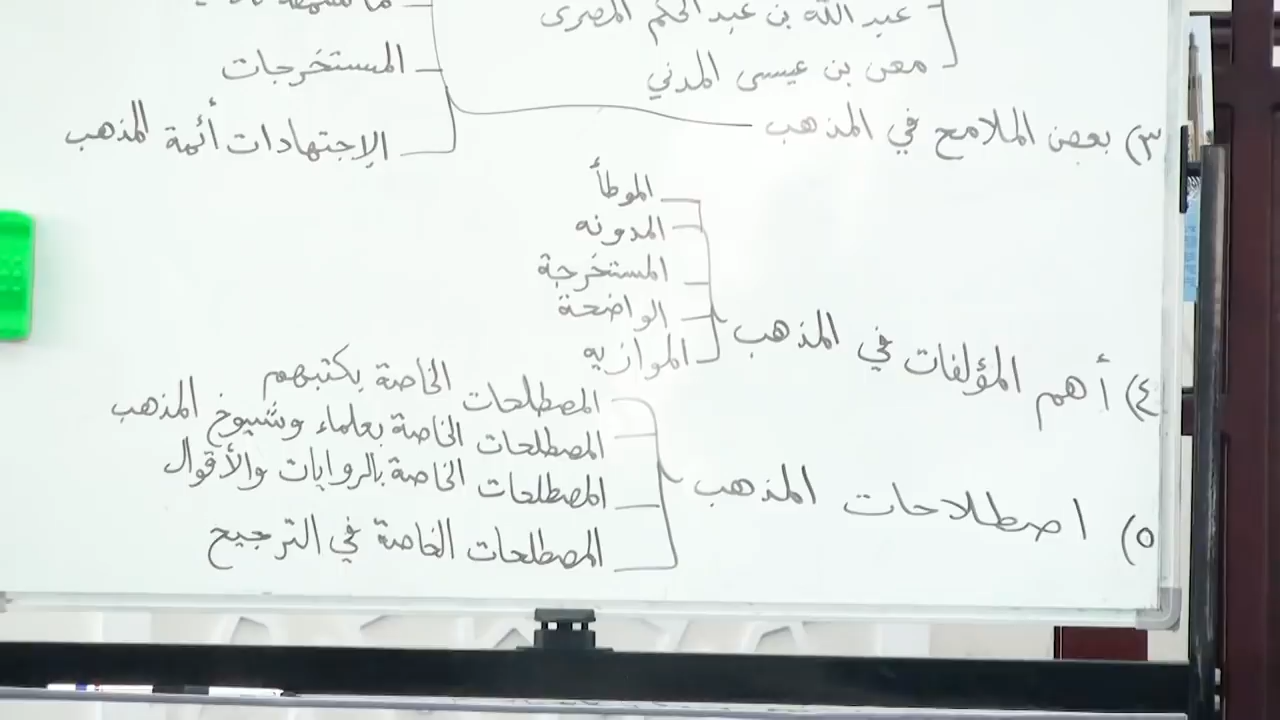 عبد الله بن عبد الحكم المصرى
معن بن عيسى المدني
المستخرجات
الإجتهادات أئمة المذهب
٣) بعض الملامح في المذهب
الموطأ
المدونه
المستخرجة
الواضحة
الموازيه
٤) أهم المؤلفات في المذهب
المصطلحات الخاصة بكتبهم
المصطلحات الخاصة بعلماء وشيوخ المذهب
المصطلحات الخاصة بالروايات والأقوال
المصطلحات الخاصة في الترجيح
٥) اصطلاحات المذهب